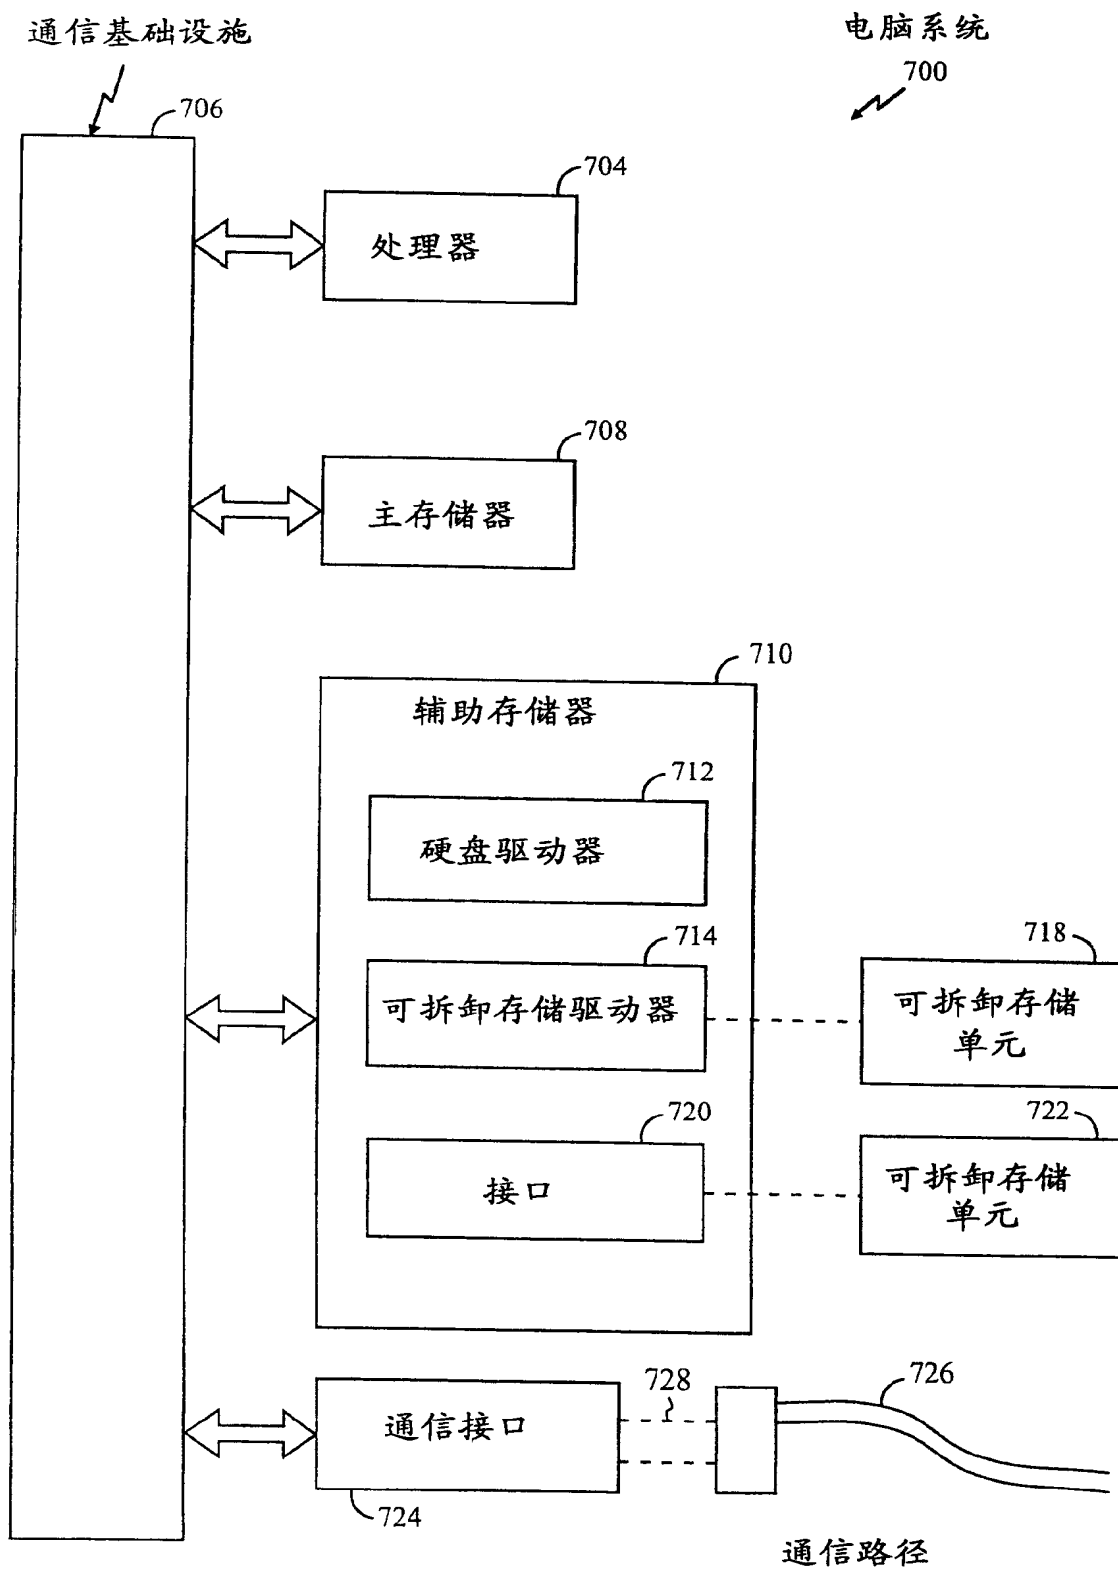 通信基础设施
电脑系统
700
706
704
处理器
708
主存储器
710
辅助存储器
712
硬盘驱动器
714
可拆卸存储驱动器
718
可拆卸存储
单元
720
接口
722
可拆卸存储
单元
728
726
通信接口
724
通信路径